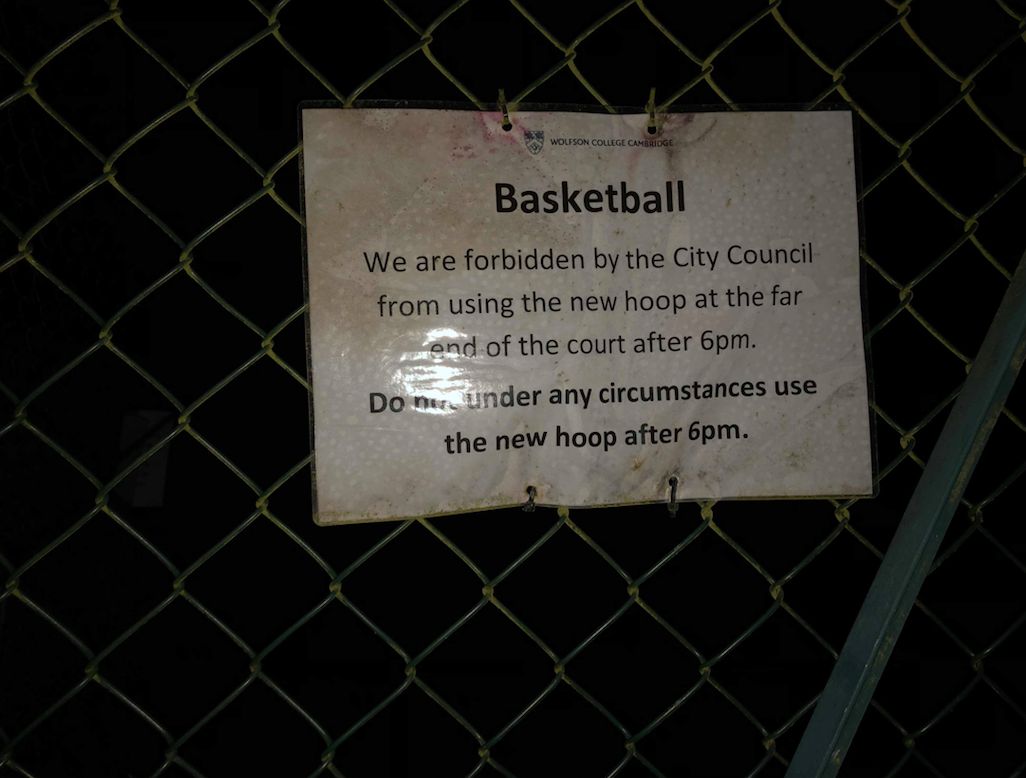 WOLFSON COLLEGE CAMBRIDGE
Basketball
We are forbidden by the City Council
from using the new hoop at the far
end of the court after 6pm.
Do not under any circumstances use
the new hoop after 6pm.